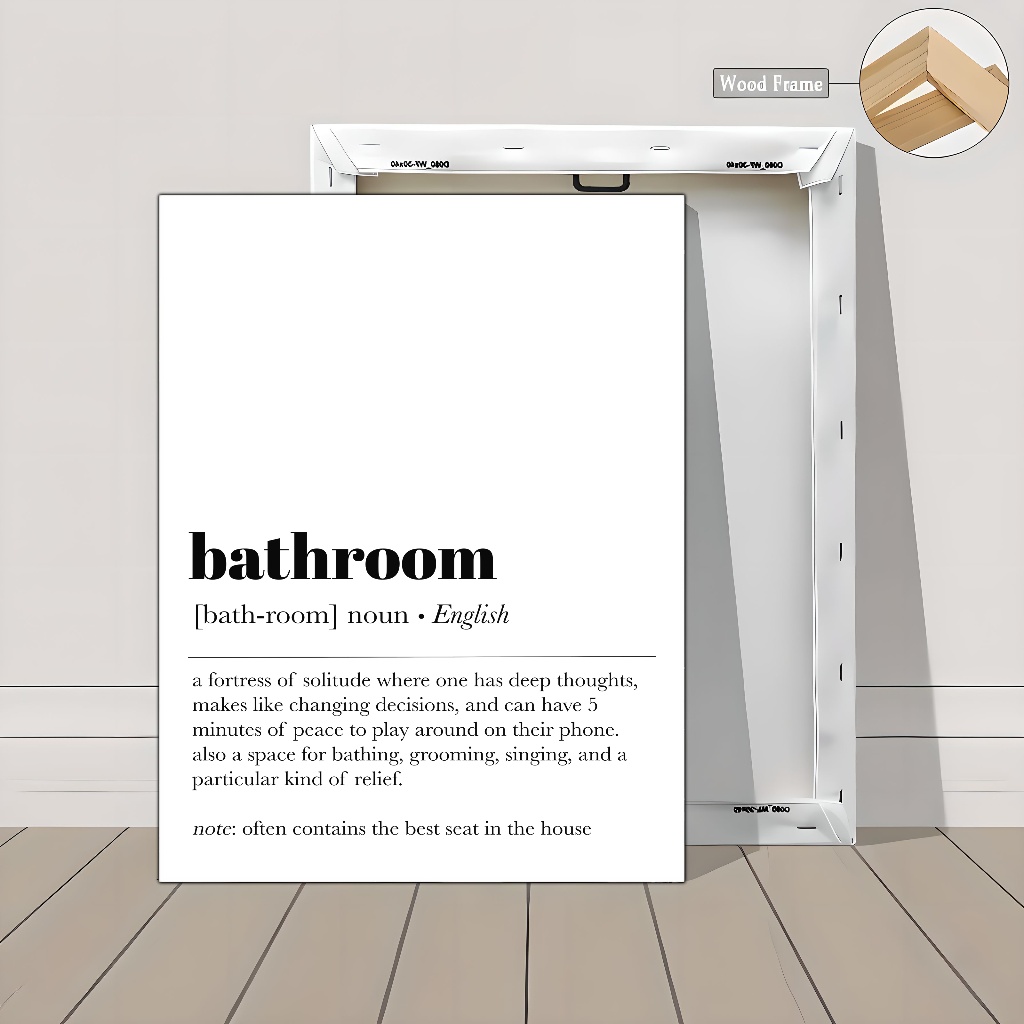 Wood Frame
bathroom
[bath-room] noun • English
a fortress of solitude where one has deep thoughts,
makes like changing decisions, and can have 5
minutes of peace to play around on their phone.
also a space for bathing, grooming, singing, and a
particular kind of relief.
note: often contains the best seat in the house